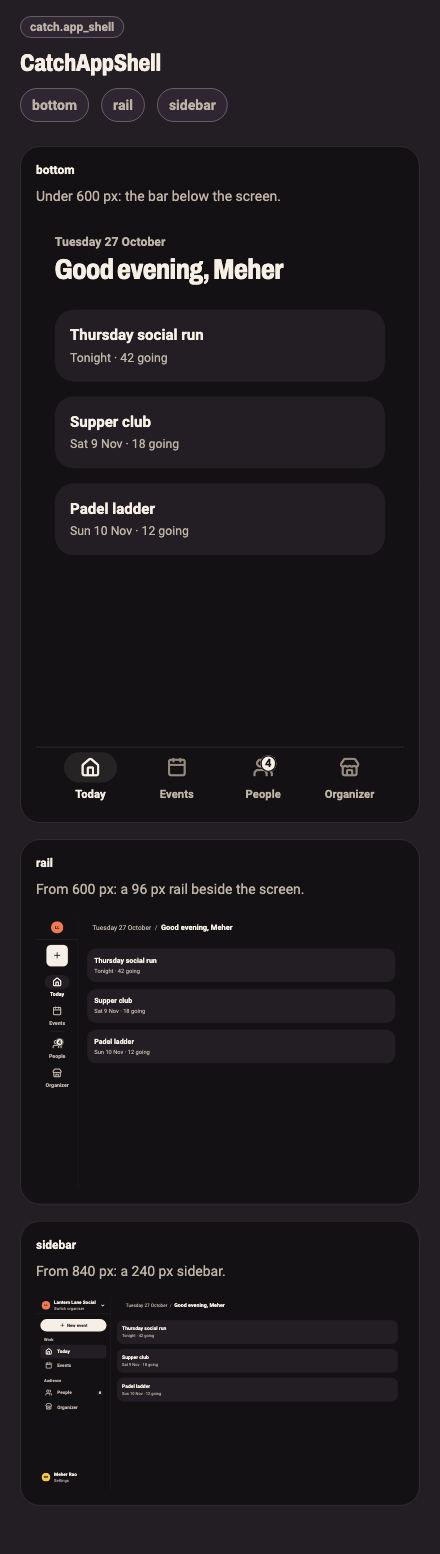 catch.app_shell
CatchAppShell
bottom
rail
sidebar
bottom
Under 600 px: the bar below the screen.
Tuesday 27 October
Good evening, Meher
Thursday social run
Tonight · 42 going
Supper club
Sat 9 Nov · 18 going
Padel ladder
Sun 10 Nov · 12 going
4
Today
Events
People
Organizer
rail
From 600 px: a 96 px rail beside the screen.
Tuesday 27 October / Good evening, Meher
+
Today
Events
4
People
Organizer
Thursday social run
Tonight · 42 going
Supper club
Sat 9 Nov · 18 going
Padel ladder
Sun 10 Nov · 12 going
sidebar
From 840 px: a 240 px sidebar.
Lantern Lane Social
Switch organiser
Tuesday 27 October / Good evening, Meher
+ New event
Work
Today
Events
Audience
People
4
Organizer
Thursday social run
Tonight · 42 going
Supper club
Sat 9 Nov · 18 going
Padel ladder
Sun 10 Nov · 12 going
Meher Rao
Settings